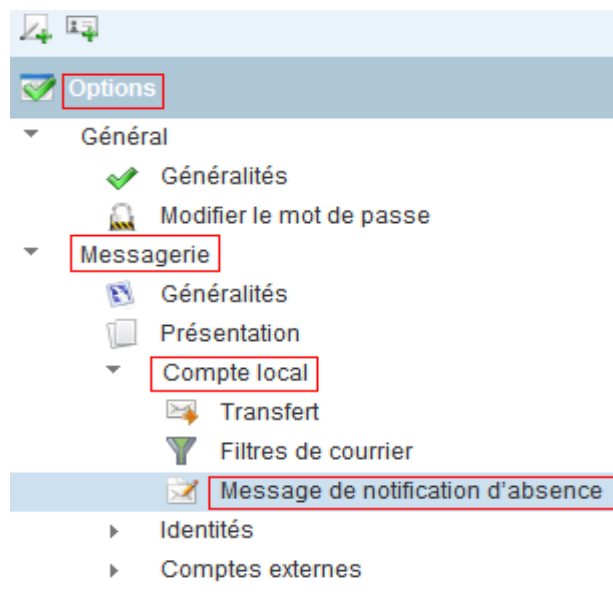 Options
Général
Généralités
Modifier le mot de passe
Messagerie
Généralités
Présentation
Compte local
Transfert
Filtres de courrier
Message de notification d'absence
Identités
Comptes externes